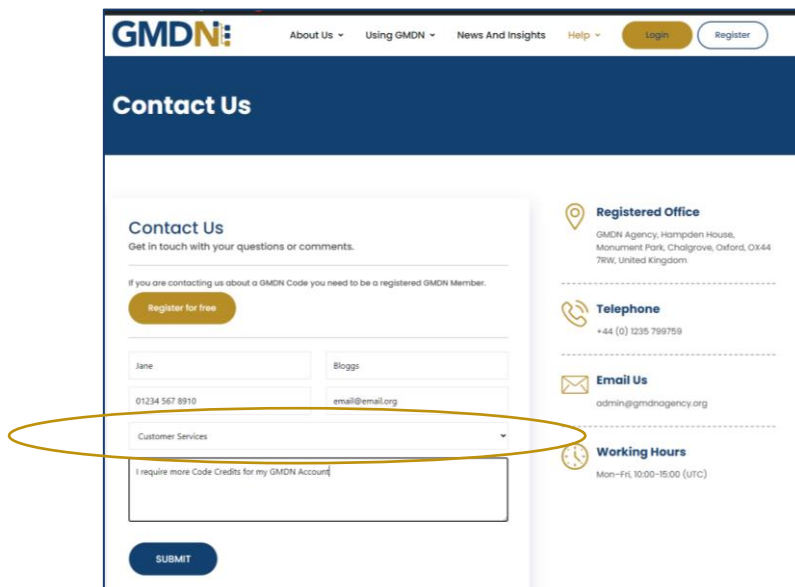 GMDN
About Us Using GMDN News And Insights Help Login Register
Contact Us
Contact Us
Get in touch with your questions or comments.
If you are contacting us about a GMDN Code you need to be a registered GMDN Member.
Register for free
Jane Bloggs
01234 567 8910 email@email.org
Customer Services
I require more Code Credits for my GMDN Account
SUBMIT
Registered Office
GMDN Agency, Hampden House,
Monument Park, Chalgrove, Oxford, OX44
7RW, United Kingdom
Telephone
+44 (0) 1235 799759
Email Us
admin@gmdnagency.org
Working Hours
Mon–Fri, 10:00–15:00 (UTC)